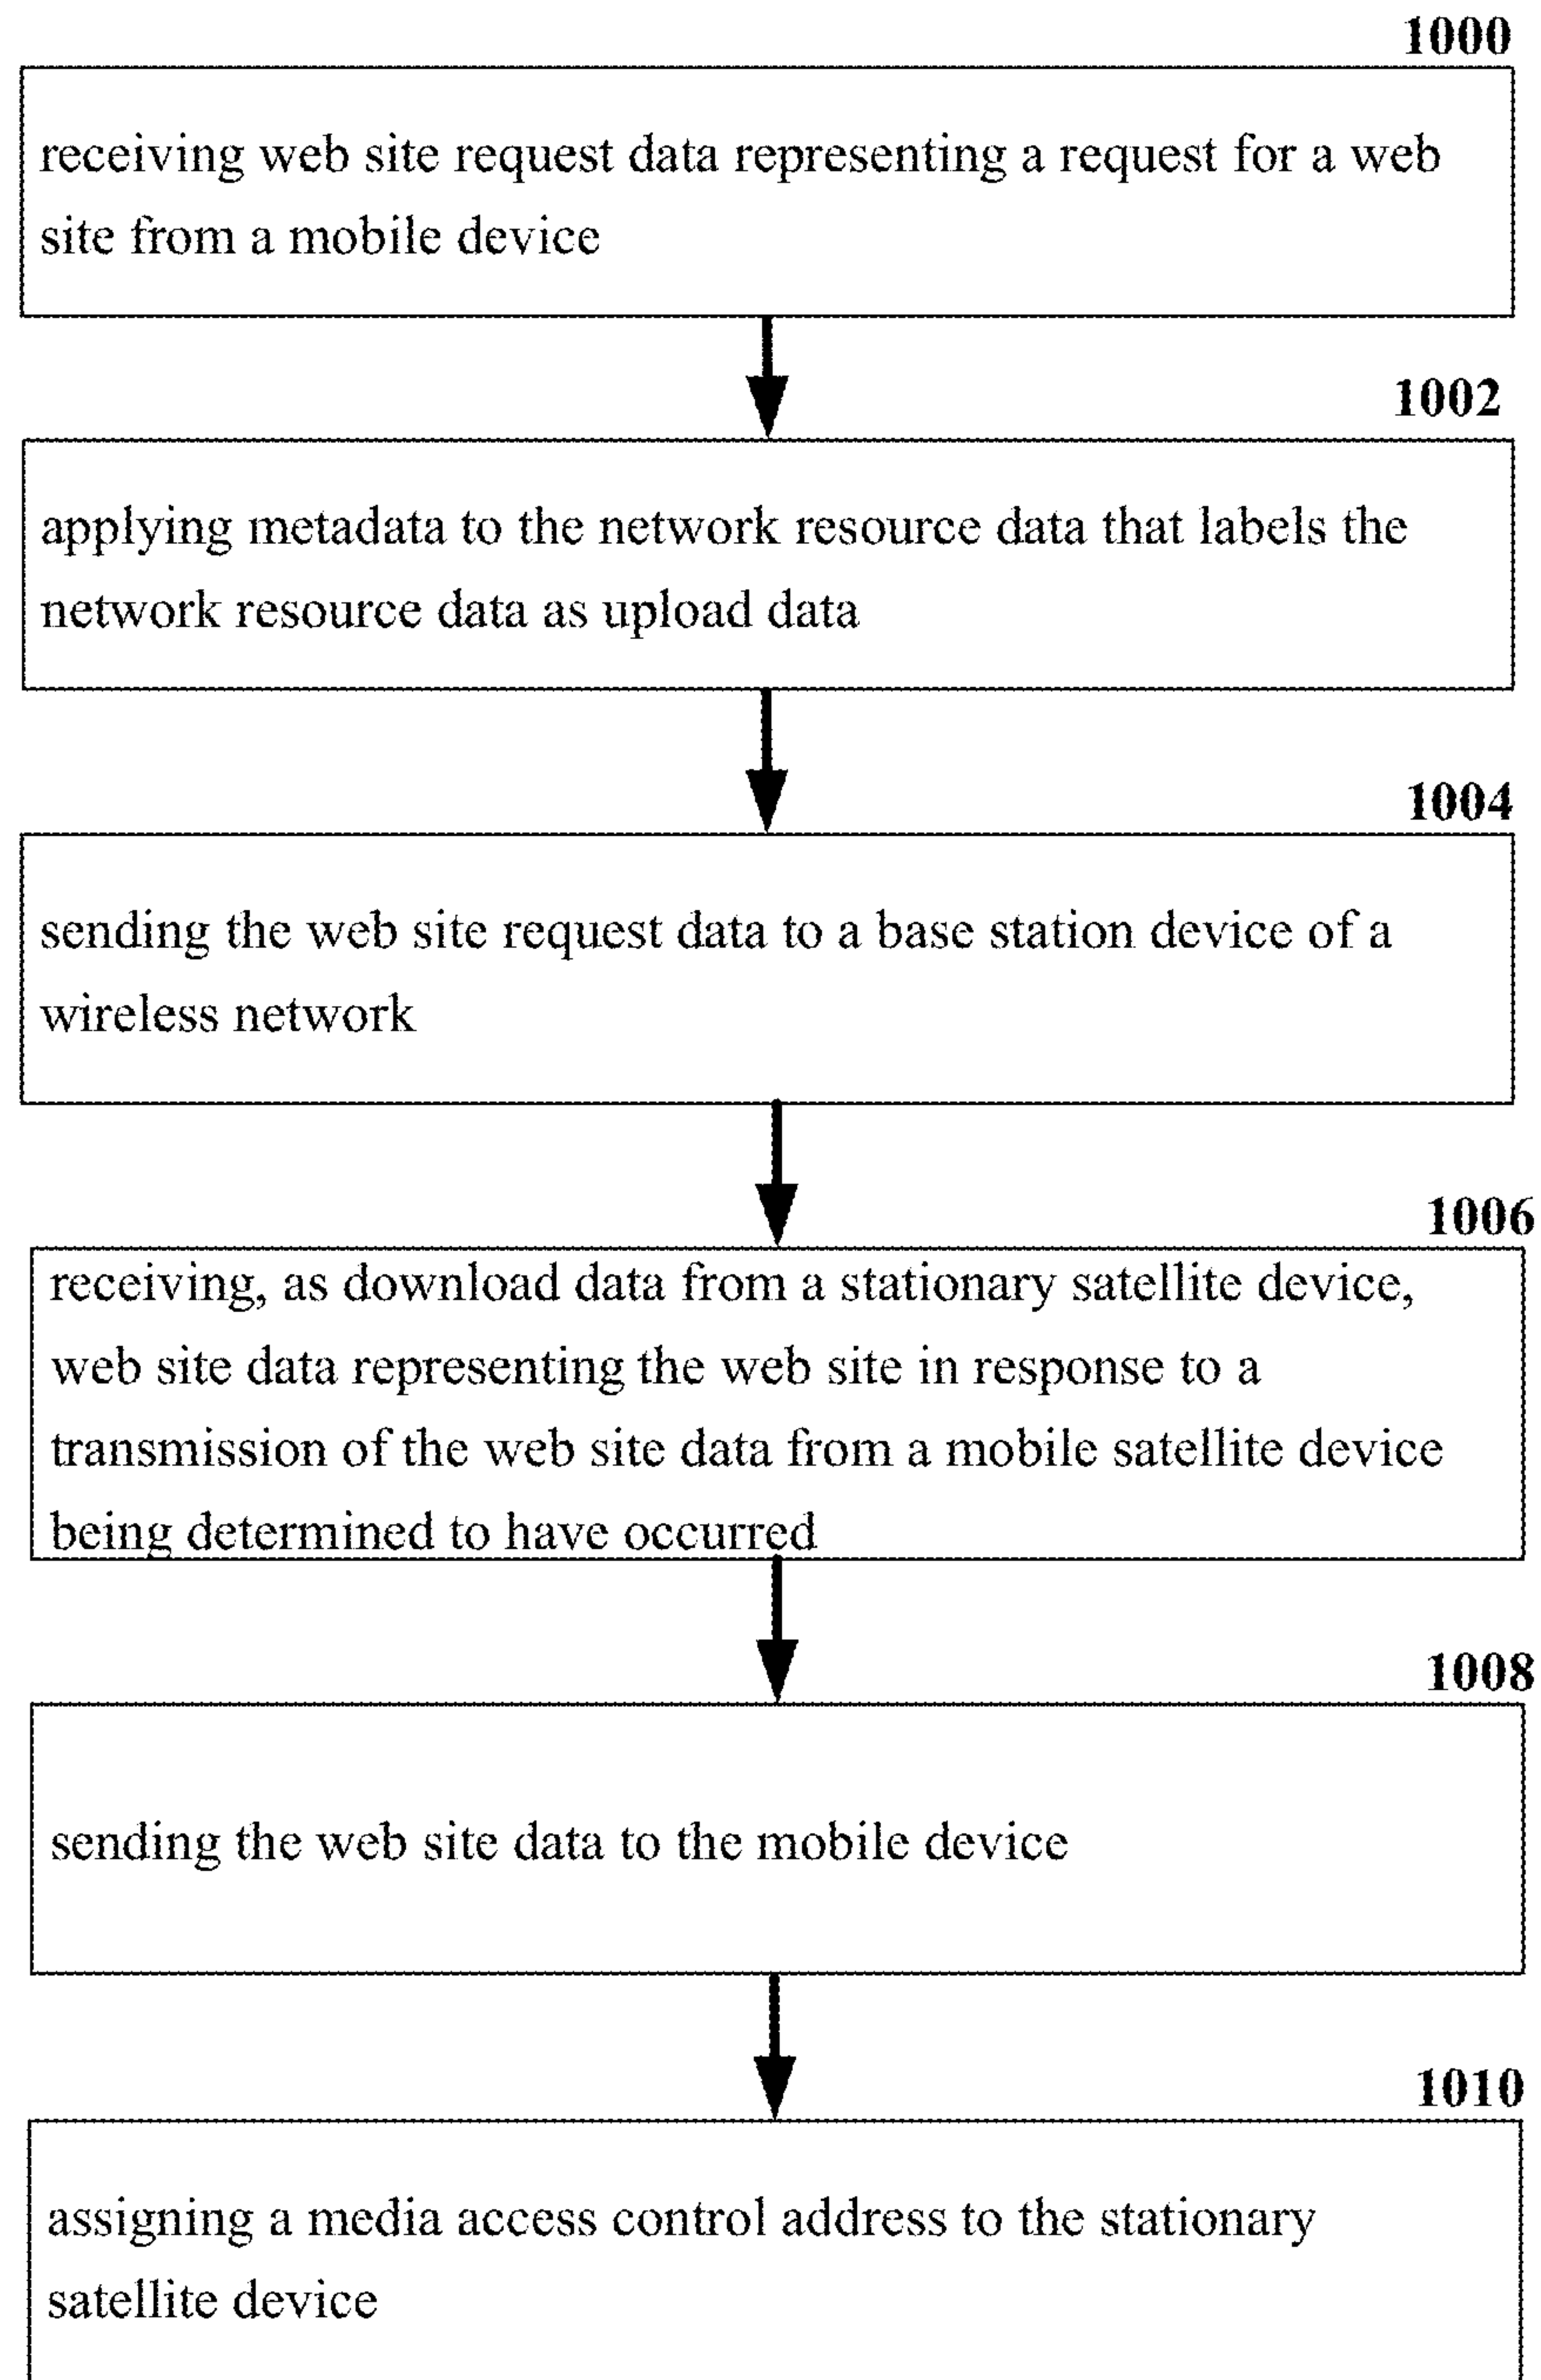 1000
receiving web site request data representing a request for a web
site from a mobile device
1002
applying metadata to the network resource data that labels the
network resource data as upload data
1004
sending the web site request data to a base station device of a
wireless network
1006
receiving, as download data from a stationary satellite device,
web site data representing the web site in response to a
transmission of the web site data from a mobile satellite device
being determined to have occurred
1008
sending the web site data to the mobile device
1010
assigning a media access control address to the stationary
satellite device